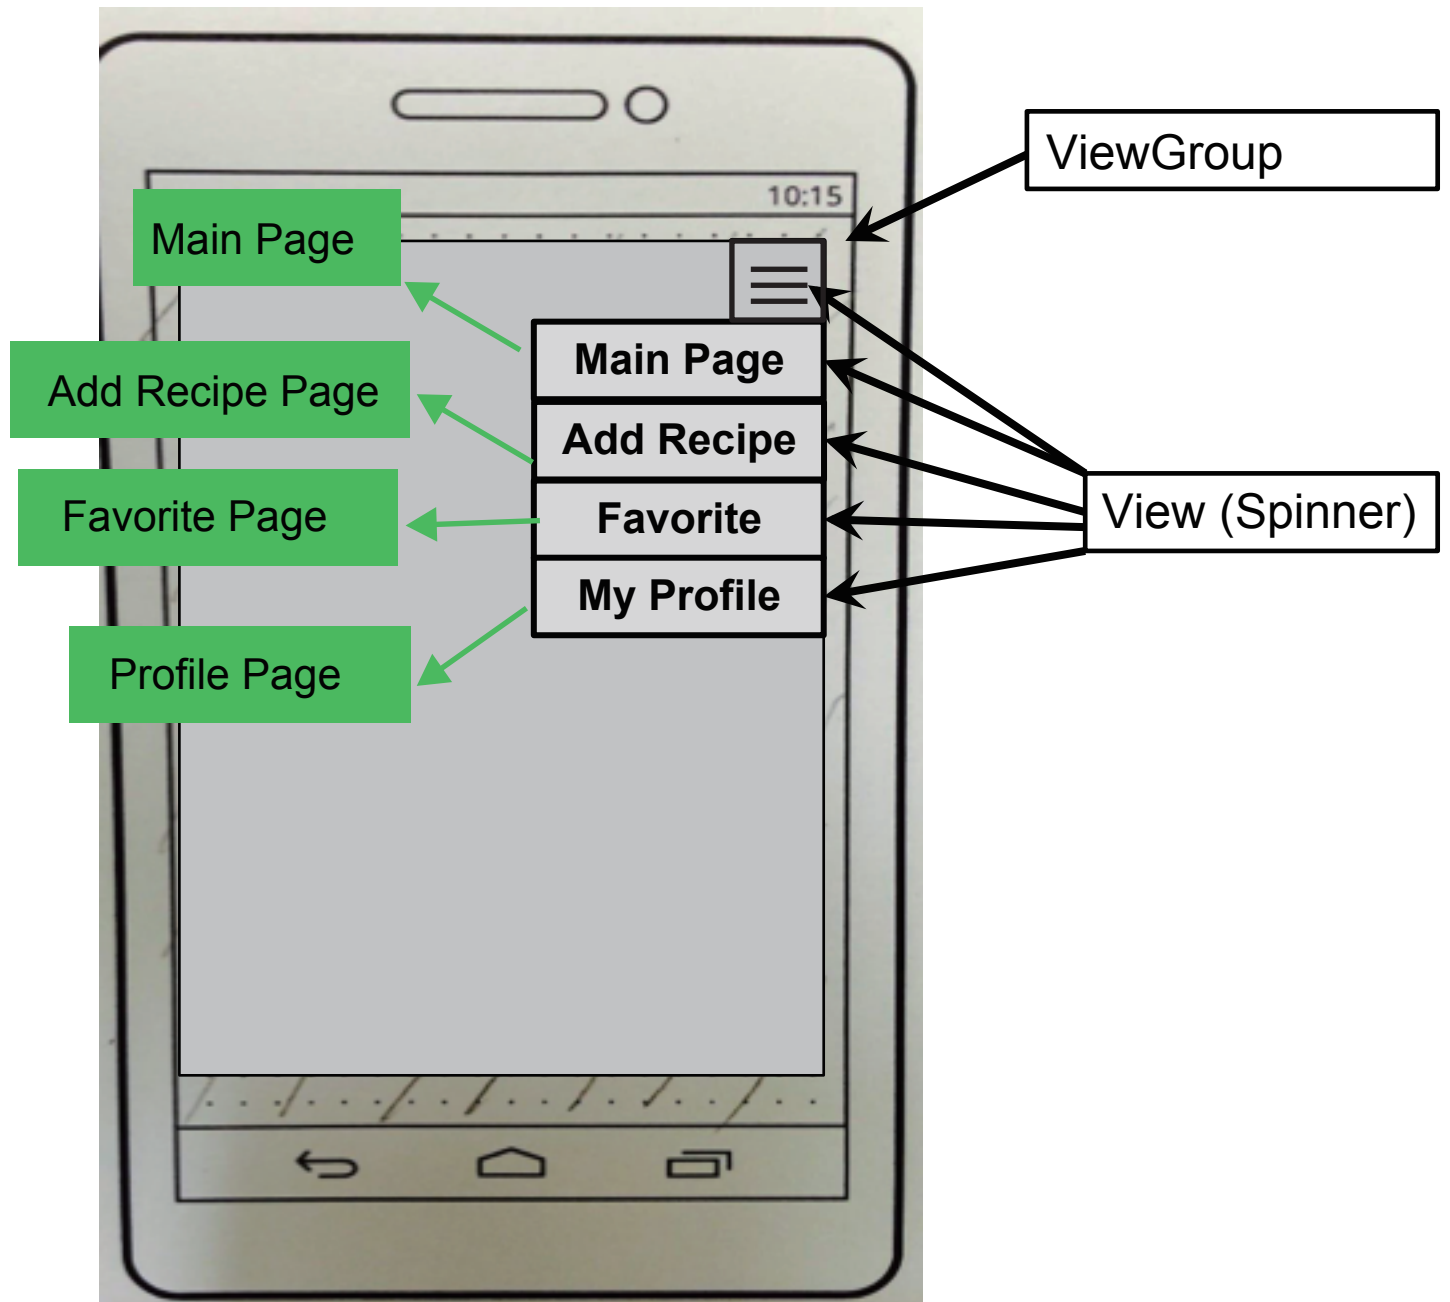 ViewGroup
10:15
Main Page
Main Page
Add Recipe Page
Add Recipe
Favorite Page
Favorite
View (Spinner)
My Profile
Profile Page